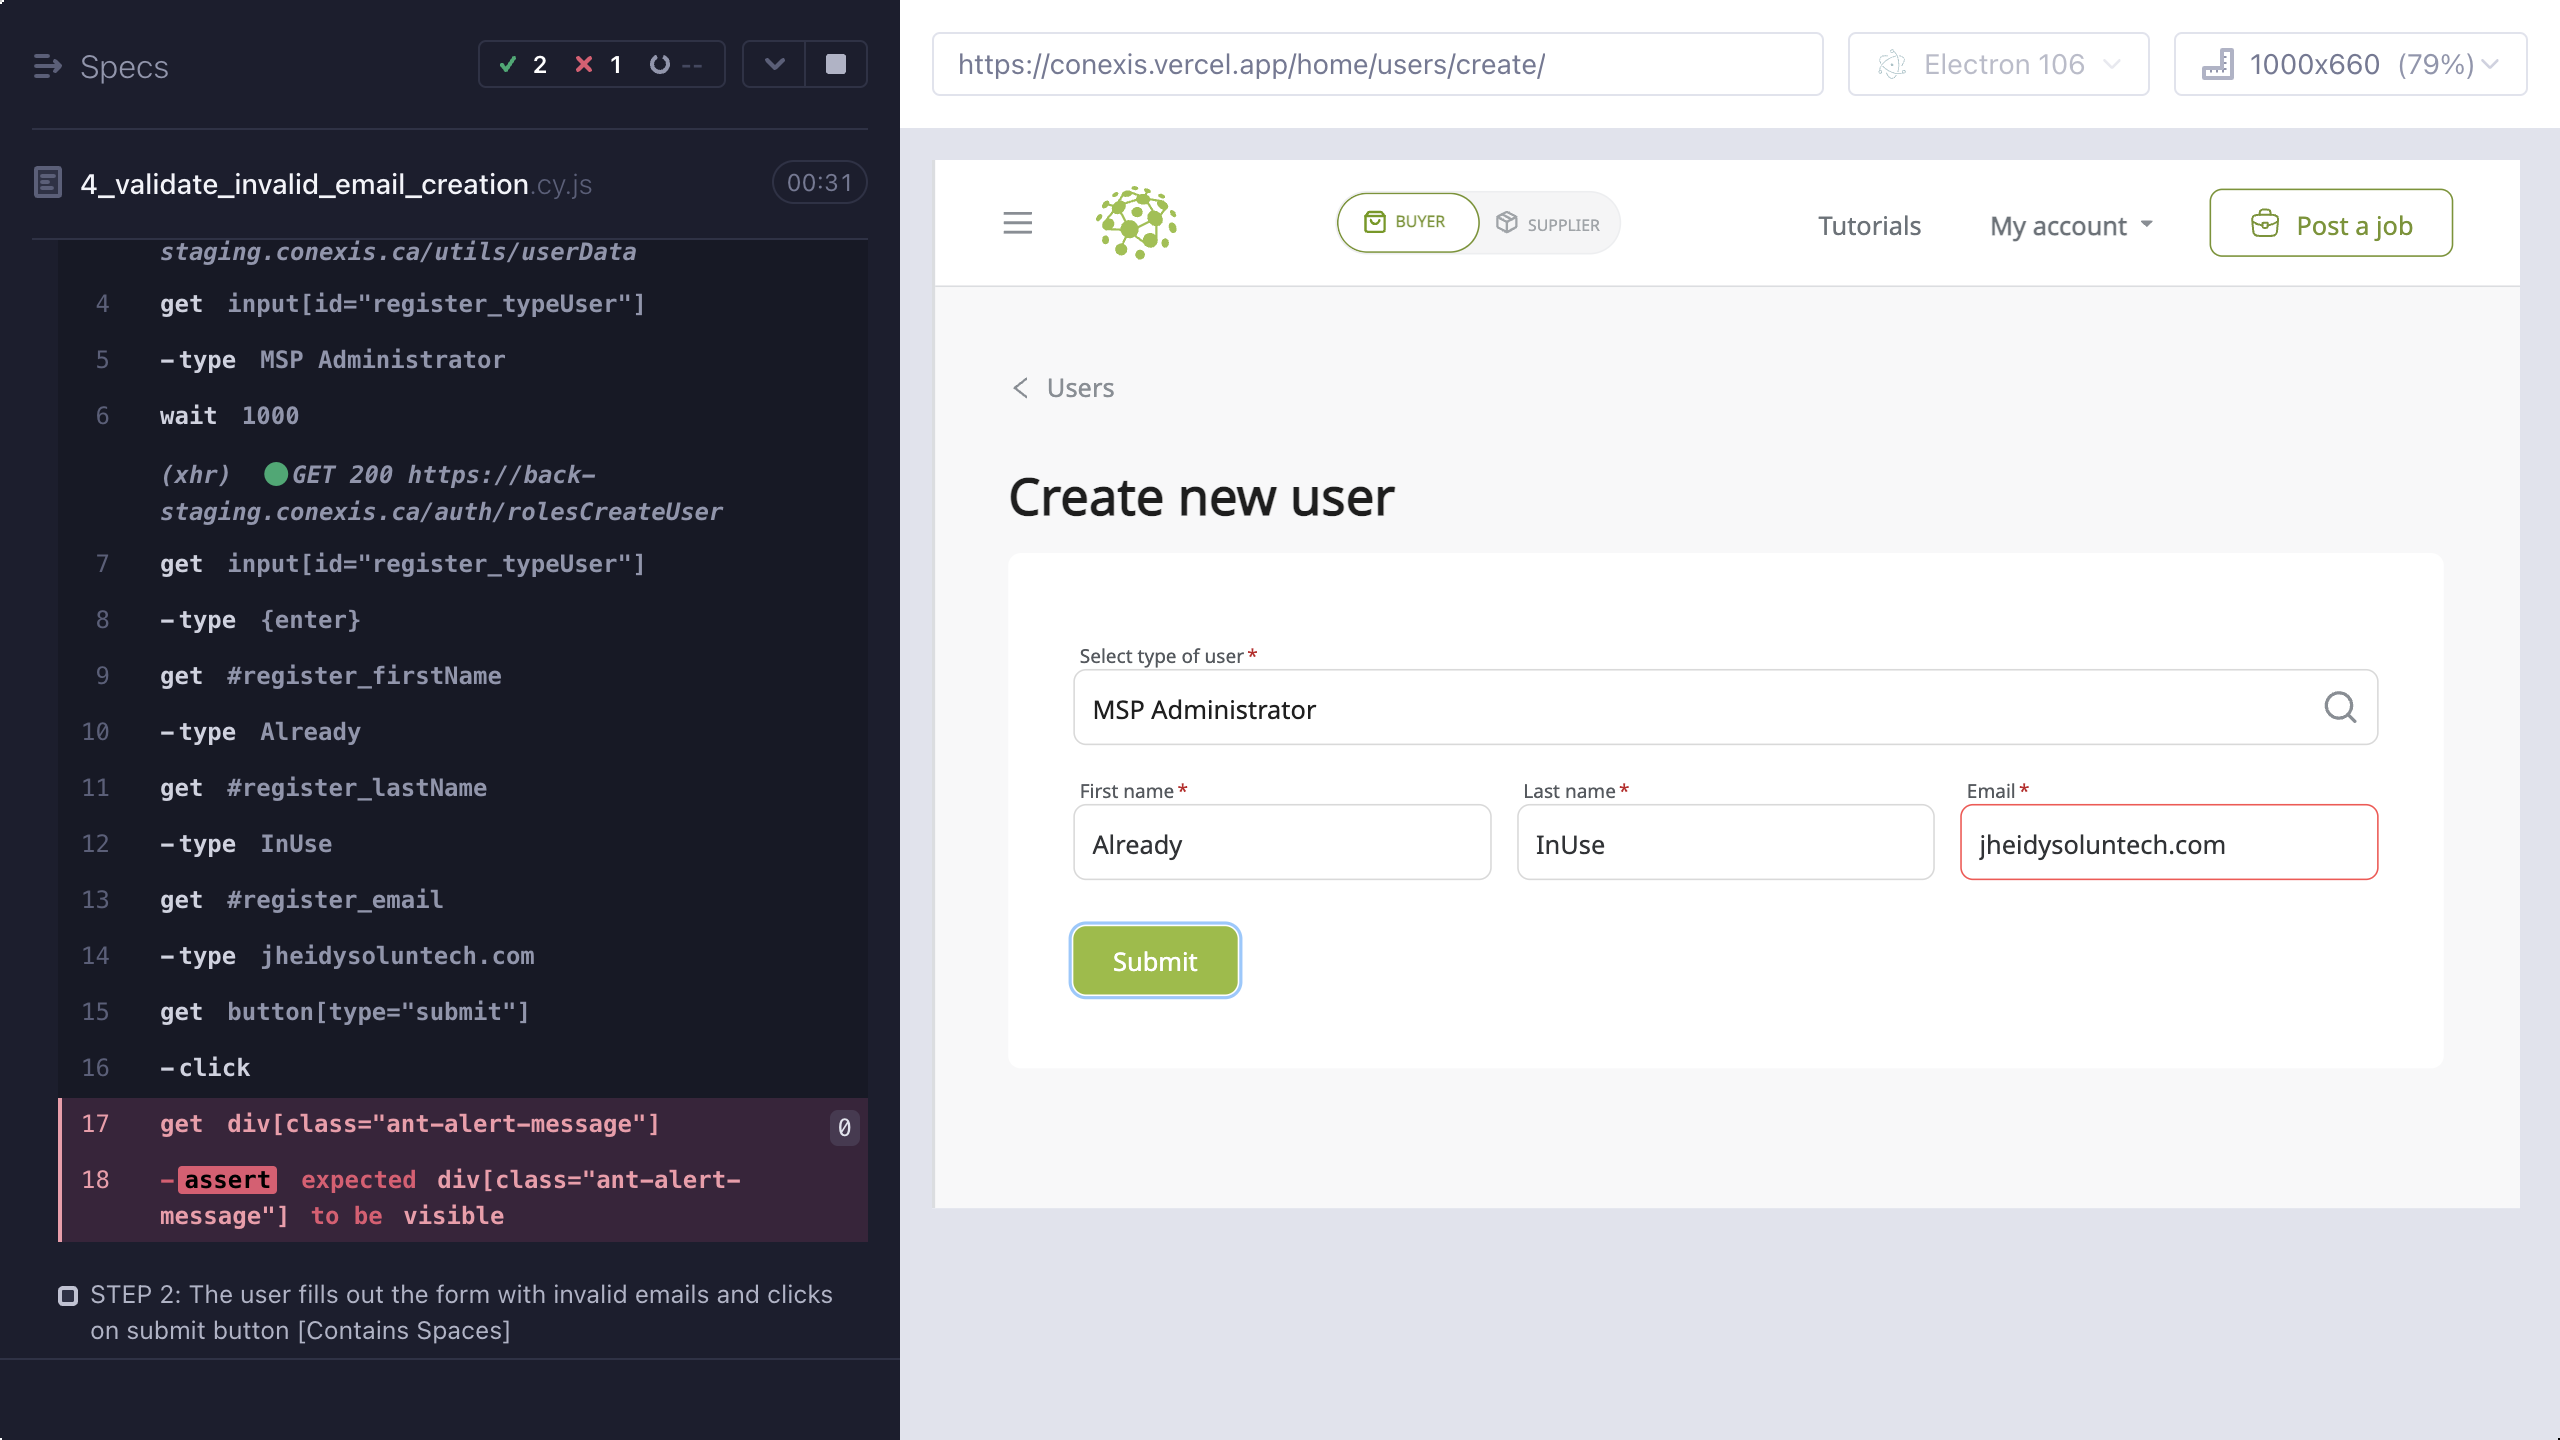 Specs
2 1 --
4_validate_invalid_email_creation.cy.js 00:31
staging.conexis.ca/utils/userData
4 get input[id="register_typeUser"]
5 -type MSP Administrator
6 wait 1000
(xhr) GET 200 https://back-
staging.conexis.ca/auth/rolesCreateUser
7 get input[id="register_typeUser"]
8 -type {enter}
9 get #register_firstName
10 -type Already
11 get #register_lastName
12 -type InUse
13 get #register_email
14 -type jheidysoluntech.com
15 get button[type="submit"]
16 -click
17 get div[class="ant-alert-message"] 0
18 -assert expected div[class="ant-alert-
message"] to be visible
STEP 2: The user fills out the form with invalid emails and clicks
on submit button [Contains Spaces]
https://conexis.vercel.app/home/users/create/
Electron 106
1000x660 (79%)
BUYER
SUPPLIER
Tutorials
My account
Post a job
Users
Create new user
Select type of user*
MSP Administrator
First name* Last name* Email*
Already InUse jheidysoluntech.com
Submit